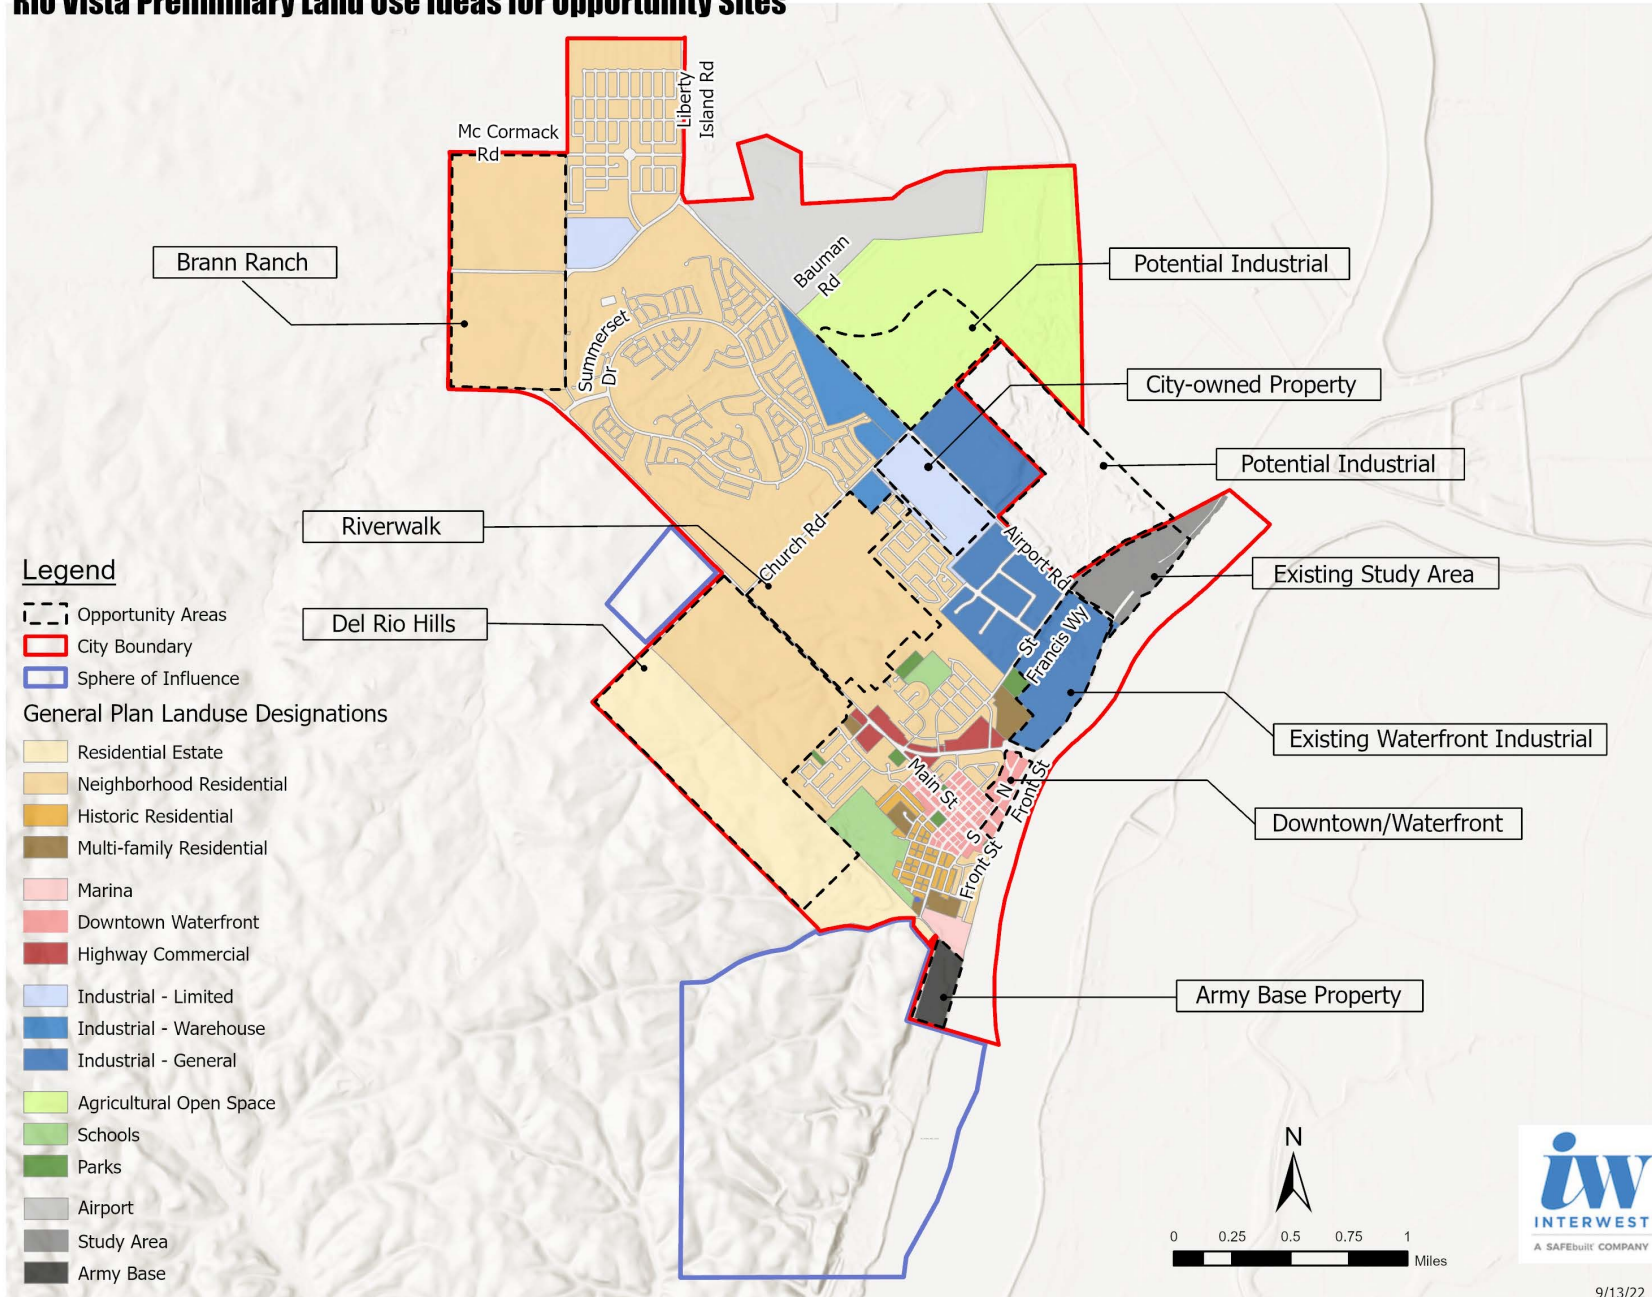 Rio Vista Preliminary Land Use Ideas for Opportunity Sites
Liberty
Island Rd
Mc Cormack
Rd
Brann Ranch
Bauman
Rd
Potential Industrial
Summerset
Dr
City-owned Property
Potential Industrial
Riverwalk
Church Rd
Airport Rd
Existing Study Area
Del Rio Hills
St
Francis Wy
Existing Waterfront Industrial
Main St
N
Front St
Downtown/Waterfront
S
Front St
Army Base Property
Legend
Opportunity Areas
City Boundary
Sphere of Influence
General Plan Landuse Designations
Residential Estate
Neighborhood Residential
Historic Residential
Multi-family Residential
Marina
Downtown Waterfront
Highway Commercial
Industrial - Limited
Industrial - Warehouse
Industrial - General
Agricultural Open Space
Schools
Parks
Airport
Study Area
Army Base
N
0 0.25 0.5 0.75 1
Miles
iw
INTERWEST
A SAFEbuilt COMPANY
9/13/22